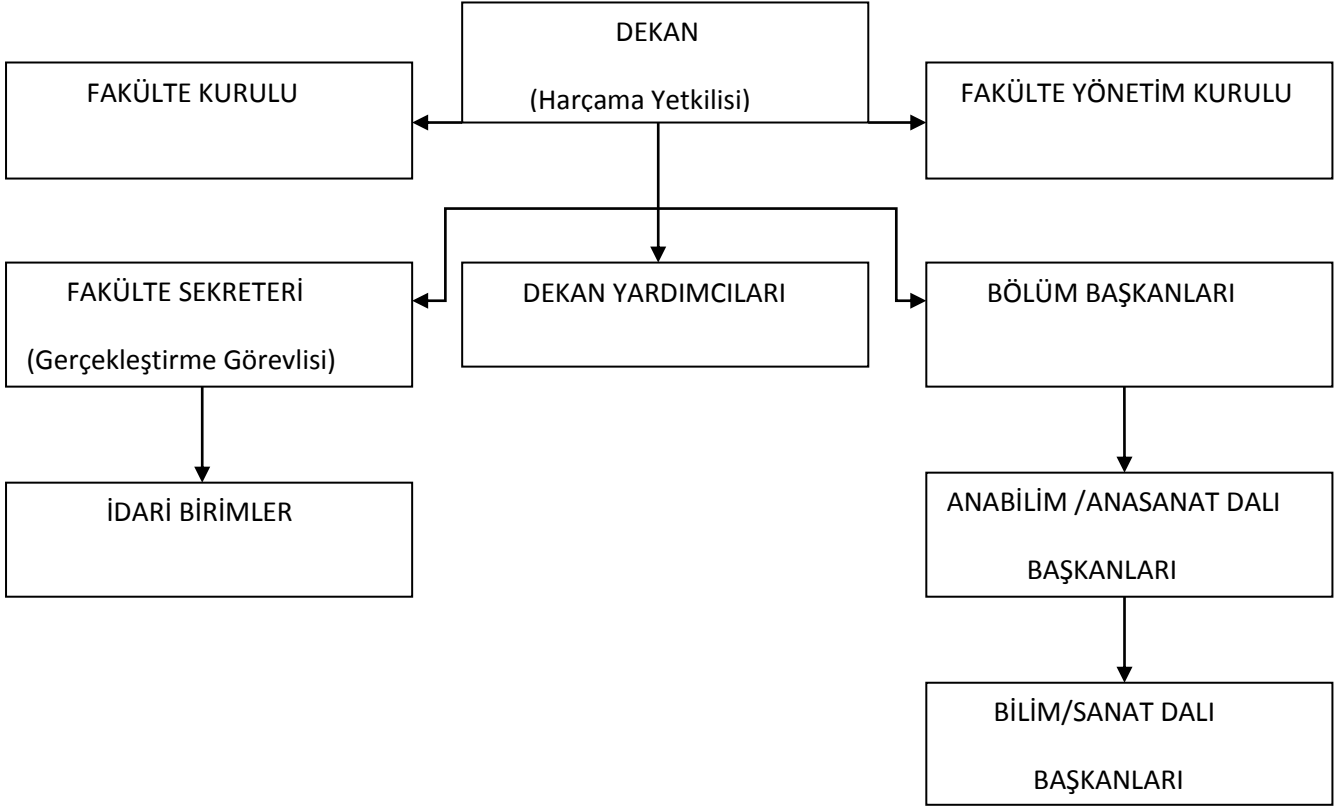 DEKAN
(Harçama Yetkilisi)
FAKÜLTE KURULU
FAKÜLTE YÖNETİM KURULU
FAKÜLTE SEKRETERİ
(Gerçekleştirme Görevlisi)
DEKAN YARDIMCILARI
BÖLÜM BAŞKANLARI
İDARİ BİRİMLER
ANABİLİM /ANASANAT DALI
BAŞKANLARI
BİLİM/SANAT DALI
BAŞKANLARI